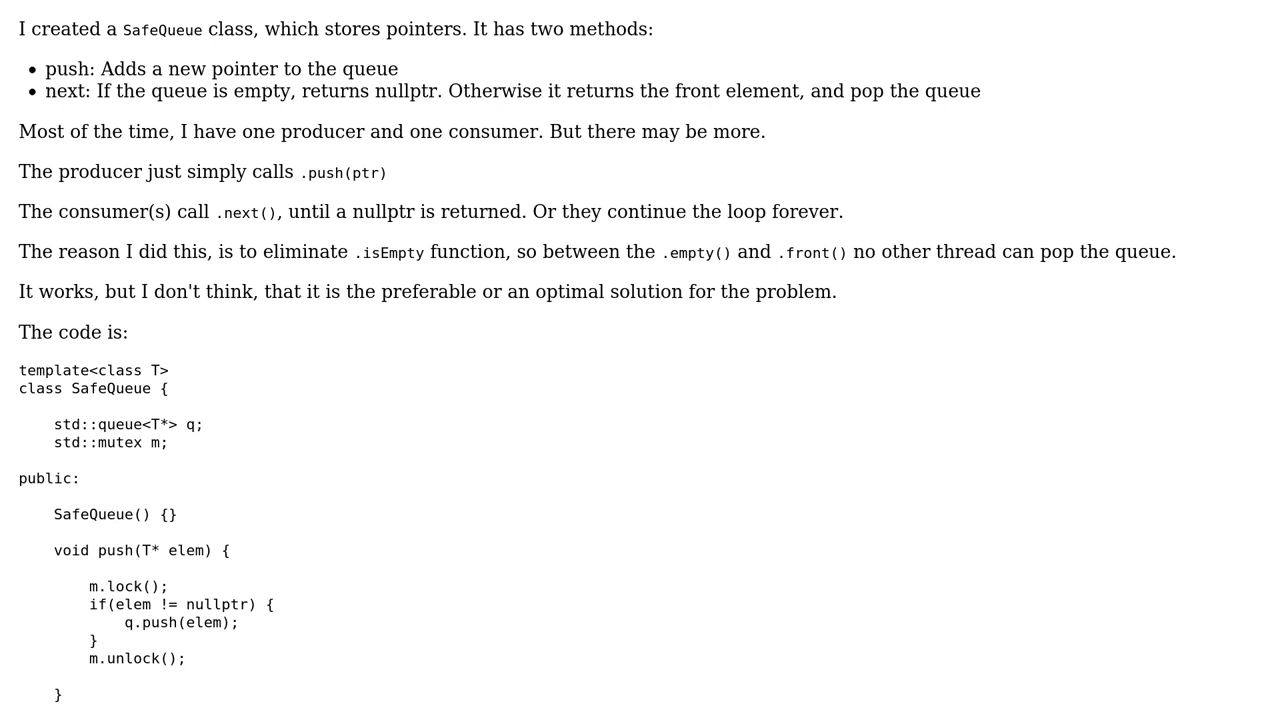 I created a SafeQueue class, which stores pointers. It has two methods:
• push: Adds a new pointer to the queue
• next: If the queue is empty, returns nullptr. Otherwise it returns the front element, and pop the queue
Most of the time, I have one producer and one consumer. But there may be more.
The producer just simply calls .push(ptr)
The consumer(s) call .next(), until a nullptr is returned. Or they continue the loop forever.
The reason I did this, is to eliminate .isEmpty function, so between the .empty() and .front() no other thread can pop the queue.
It works, but I don't think, that it is the preferable or an optimal solution for the problem.
The code is:
template<class T>
class SafeQueue {
    std::queue<T*> q;
    std::mutex m;
public:
    SafeQueue() {}
    void push(T* elem) {
        m.lock();
        if(elem != nullptr) {
            q.push(elem);
        }
        m.unlock();
    }